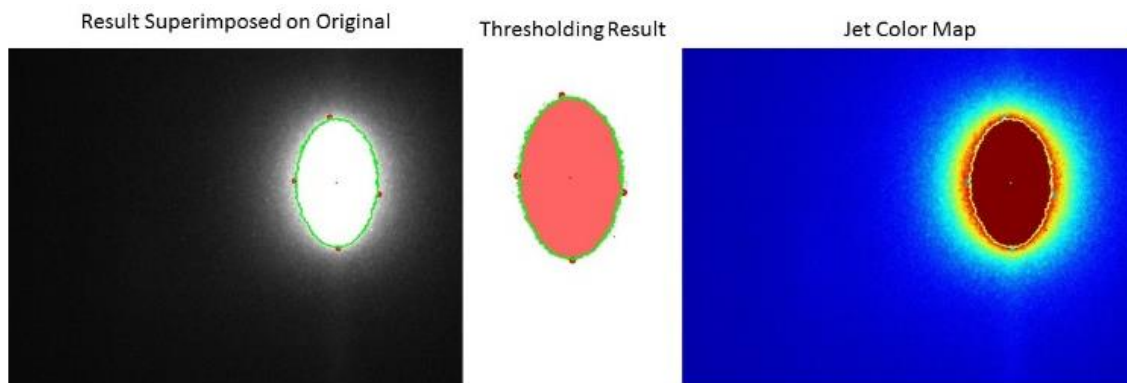 Result Superimposed on Original
Thresholding Result
Jet Color Map